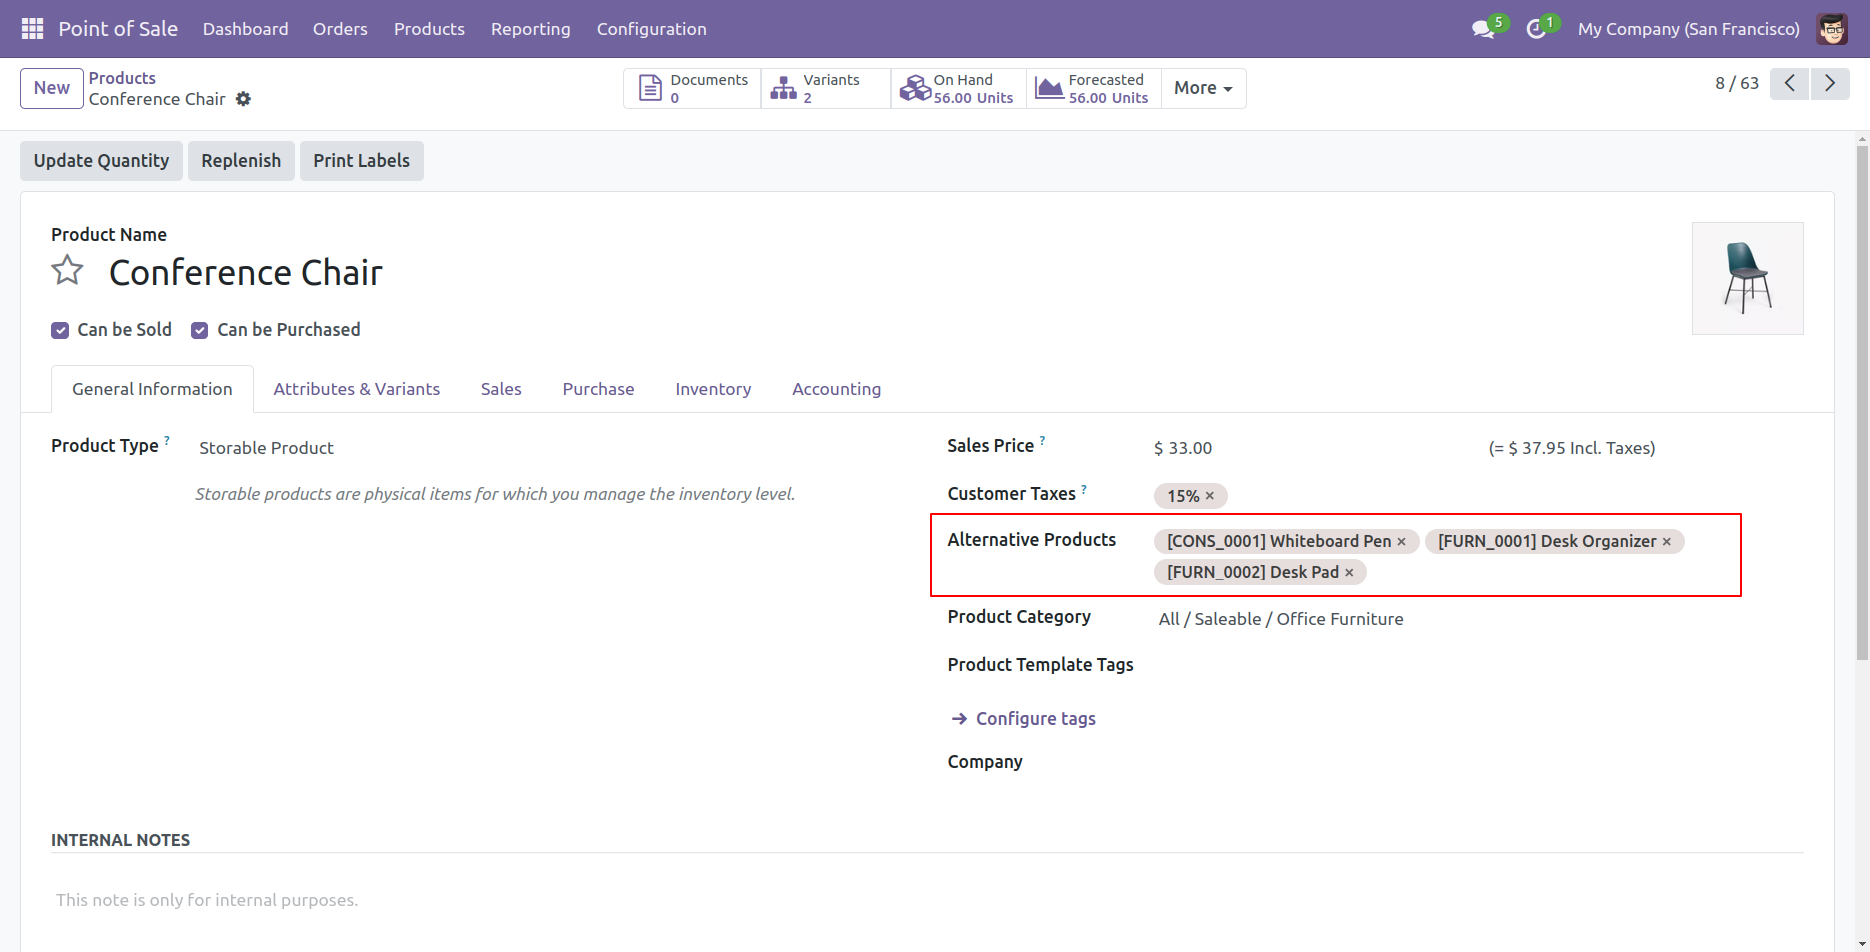 Point of Sale Dashboard Orders Products Reporting Configuration 5 1 My Company (San Francisco)
New Products Documents Variants On Hand Forecasted More 8 / 63
Conference Chair 0 2 56.00 Units 56.00 Units
Update Quantity Replenish Print Labels
Product Name
Conference Chair
Can be Sold Can be Purchased
General Information Attributes & Variants Sales Purchase Inventory Accounting
Product Type ? Storable Product Sales Price ? $ 33.00 (= $ 37.95 Incl. Taxes)
Storable products are physical items for which you manage the inventory level. Customer Taxes ? 15% ×
Alternative Products [CONS_0001] Whiteboard Pen × [FURN_0001] Desk Organizer ×
[FURN_0002] Desk Pad ×
Product Category All / Saleable / Office Furniture
Product Template Tags
→ Configure tags
Company
INTERNAL NOTES
This note is only for internal purposes.